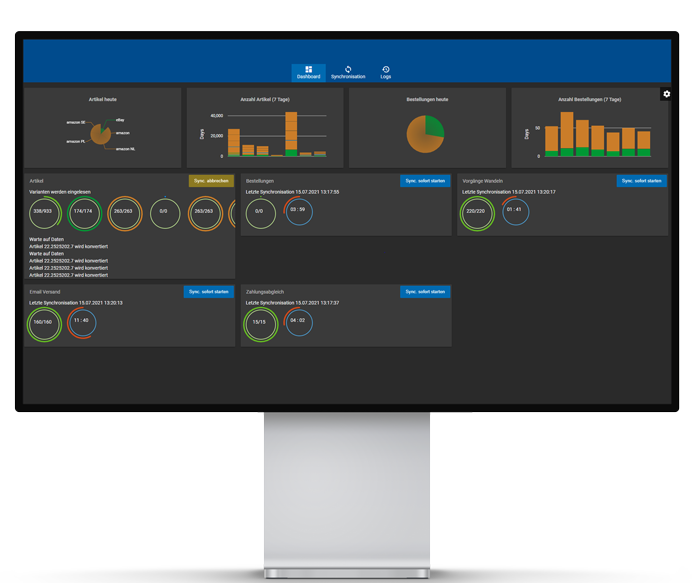 Dashboard
Synchronisation
Logs
Artikel heute
amazon SE
eBay
amazon
amazon PL
amazon NL
Anzahl Artikel (7 Tage)
40,000
20,000
0
Days
Bestellungen heute
Anzahl Bestellungen (7 Tage)
50
0
Days
Artikel
Sync. abbrechen
Varianten werden eingelesen
338/933
174/174
263/263
0/0
263/263
Warte auf Daten
Artikel 22.2525202.7 wird konvertiert
Warte auf Daten
Artikel 22.2525202.7 wird konvertiert
Artikel 22.2525202.7 wird konvertiert
Artikel 22.2525202.7 wird konvertiert
Bestellungen
Sync. sofort starten
Letzte Synchronisation 15.07.2021 13:17:55
0/0
03 : 59
Vorgänge Wandeln
Sync. sofort starten
Letzte Synchronisation 15.07.2021 13:20:17
220/220
01 : 41
Email Versand
Sync. sofort starten
Letzte Synchronisation 15.07.2021 13:20:13
160/160
11 : 40
Zahlungsabgleich
Sync. sofort starten
Letzte Synchronisation 15.07.2021 13:17:37
15/15
04 : 02